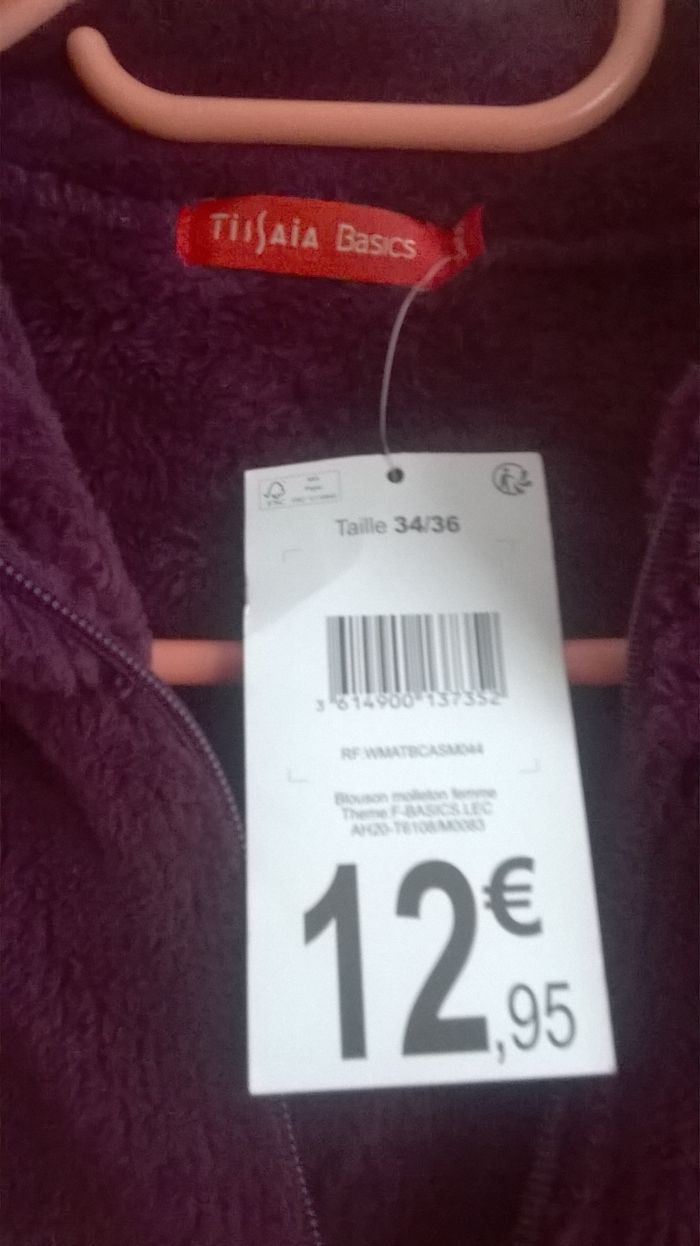 TiSSAiA Basics
FSC
Taille 34/36
3 614900 137352
RF:WMATBCASM044
Blouson molleton femme
Theme:F-BASICS.LEC
AH20-T6108/M0083
12€,95